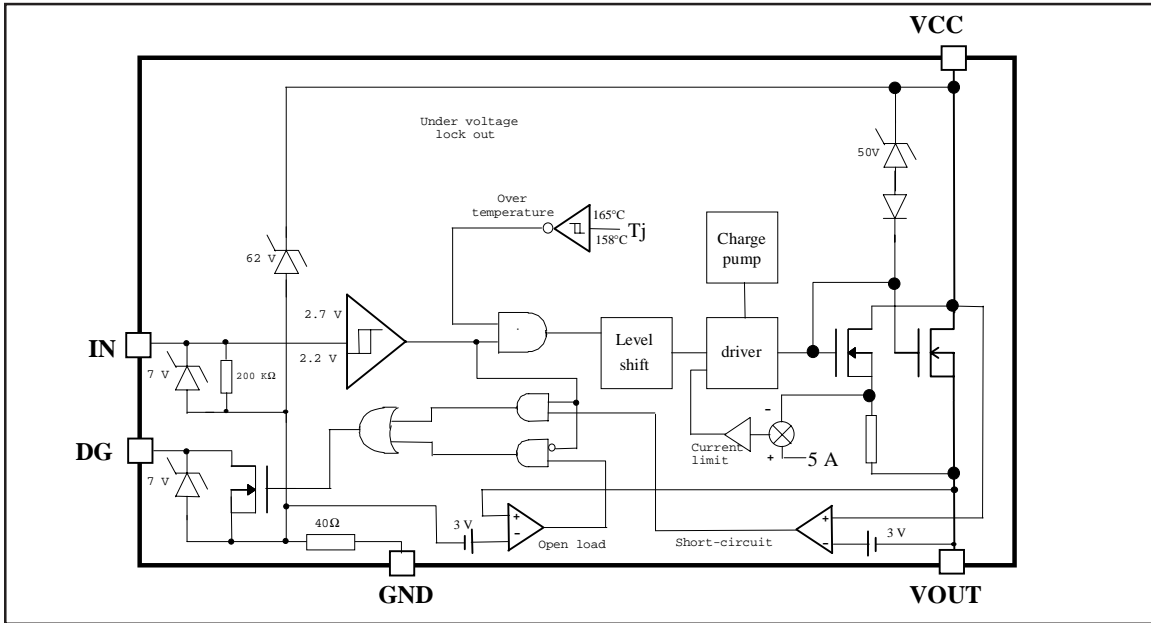 VCC
Under voltage
lock out
50V
Over
temperature
165°C
158°C
Tj
Charge
pump
62 V
2.7 V
2.2 V
IN
Level
shift
driver
7 V
200 KΩ
Current
limit
-
+
5 A
DG
7 V
40Ω
3 V
+
-
Open load
Short-circuit
+
-
3 V
GND
VOUT